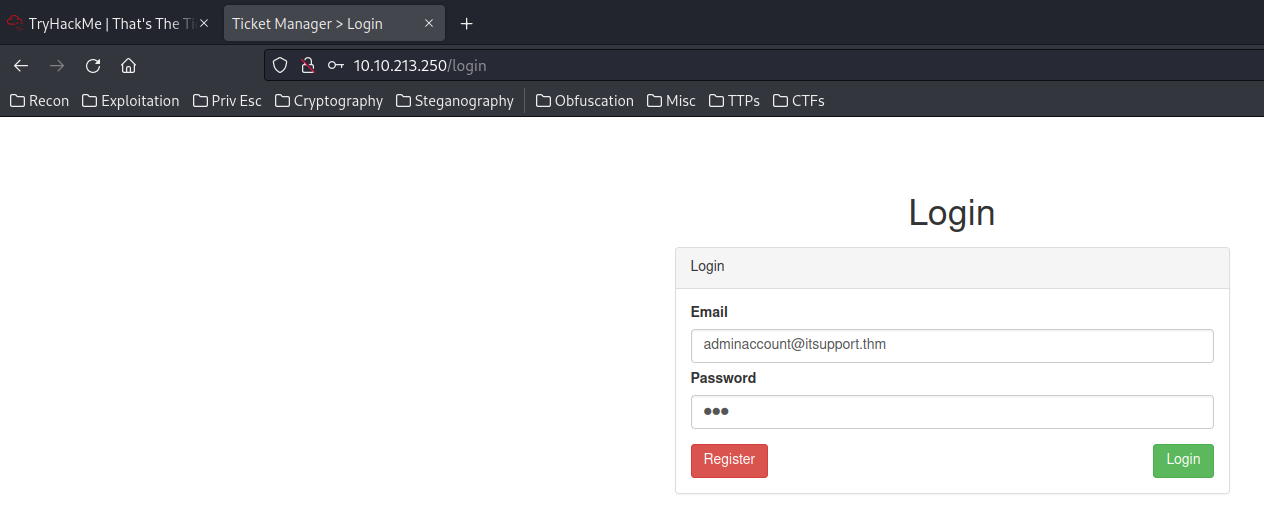 TryHackMe | That's The Ti
Ticket Manager > Login
10.10.213.250/login
Recon Exploitation Priv Esc Cryptography Steganography Obfuscation Misc TTPs CTFs
Login
Login
Email
adminaccount@itsupport.thm
Password
●●●
Register Login